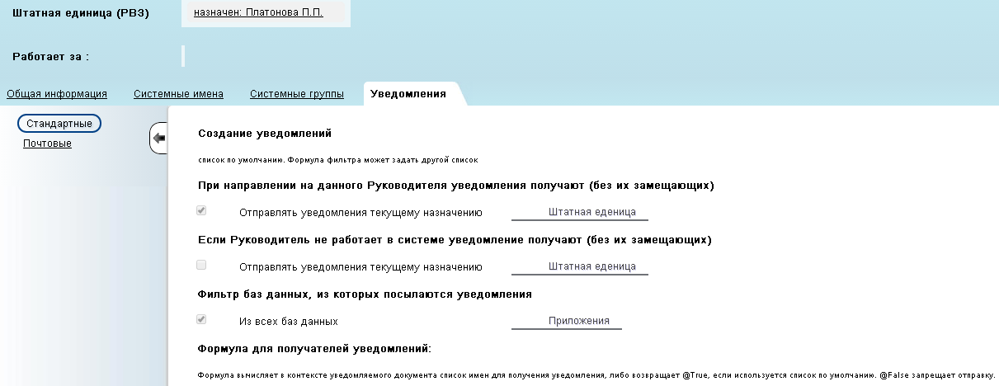 Штатная единица (РВЗ) назначен: Платонова П.П.
Работает за :
Общая информация Системные имена Системные группы Уведомления
Стандартные
Почтовые
Создание уведомлений
список по умолчанию. Формула фильтра может задать другой список
При направлении на данного Руководителя уведомления получают (без их замещающих)
Отправлять уведомления текущему назначению Штатная еденица
Если Руководитель не работает в системе уведомление получают (без их замещающих)
Отправлять уведомления текущему назначению Штатная еденица
Фильтр баз данных, из которых посылаются уведомления
Из всех баз данных Приложения
Формула для получателей уведомлений:
Формула вычисляет в контексте уведомляемого документа список имен для получения уведомления, либо возвращает @True, если используется список по умолчанию. @False запрещает отправку.